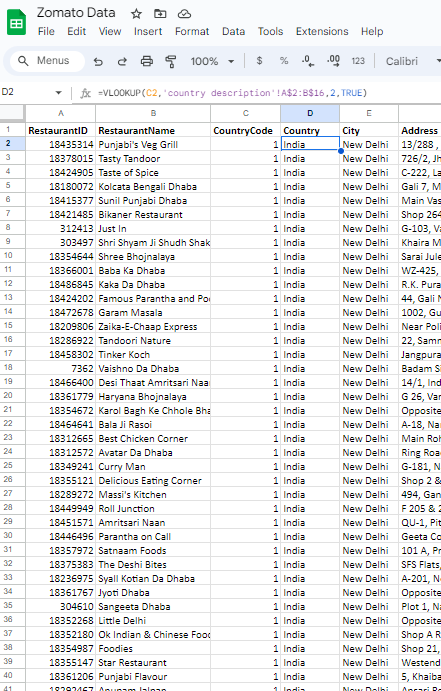 Zomato Data
File Edit View Insert Format Data Tools Extensions Help
Menus 100% $ % .0 .00 123 Calibri
D2 fx =VLOOKUP(C2,'country description'!A$2:B$16,2,TRUE)
A B C D E
1 RestaurantID RestaurantName CountryCode Country City Address
2 18435314 Punjabi's Veg Grill 1 India New Delhi 13/288 ,
3 18378015 Tasty Tandoor 1 India New Delhi 726/2, Jh
4 18424905 Taste of Spice 1 India New Delhi C-222, La
5 18180072 Kolcata Bengali Dhaba 1 India New Delhi Gali 7, M
6 18415377 Sunil Punjabi Dhaba 1 India New Delhi Main Vas
7 18421485 Bikaner Restaurant 1 India New Delhi Shop 264
8 312413 Just In 1 India New Delhi G-103, Va
9 303497 Shri Shyam Ji Shudh Shak 1 India New Delhi Khaira M
10 18354644 Shree Bhojnalaya 1 India New Delhi Sarai Jule
11 18366001 Baba Ka Dhaba 1 India New Delhi WZ-425,
12 18486845 Kaka Da Dhaba 1 India New Delhi R.K. Pura
13 18424202 Famous Parantha and Po 1 India New Delhi 44, Gali N
14 18472678 Garam Masala 1 India New Delhi 1002, Gu
15 18209806 Zaika-E-Chaap Express 1 India New Delhi Near Poli
16 18286922 Tandoori Nature 1 India New Delhi 22, Samn
17 18458302 Tinker Koch 1 India New Delhi Jangpura
18 7362 Vaishno Da Dhaba 1 India New Delhi Badam Si
19 18466400 Desi Thaat Amritsari Naa 1 India New Delhi 14/1, Ind
20 18361779 Haryana Bhojnalaya 1 India New Delhi G 26, Var
21 18354672 Karol Bagh Ke Chhole Bha 1 India New Delhi Opposite
22 18464641 Bala Ji Rasoi 1 India New Delhi A-18, Nar
23 18312665 Best Chicken Corner 1 India New Delhi Main Roh
24 18312572 Avatar Da Dhaba 1 India New Delhi Ring Roa
25 18349241 Curry Man 1 India New Delhi G-181, N
26 18355121 Delicious Eating Corner 1 India New Delhi Shop 2 &
27 18289272 Massi's Kitchen 1 India New Delhi 494, Gan
28 18449949 Roll Junction 1 India New Delhi F 205 & 2
29 18451571 Amritsari Naan 1 India New Delhi QU-1, Pit
30 18446496 Parantha on Call 1 India New Delhi Geeta Co
31 18357972 Satnaam Foods 1 India New Delhi 101 A, Pr
32 18375383 The Deshi Bites 1 India New Delhi SFS Flats,
33 18236975 Syall Kotian Da Dhaba 1 India New Delhi A-201, N
34 18361767 Jyoti Dhaba 1 India New Delhi Opposite
35 304610 Sangeeta Dhaba 1 India New Delhi Plot 1, Na
36 18352268 Little Delhi 1 India New Delhi Opposite
37 18352180 Ok Indian & Chinese Food 1 India New Delhi Shop A R
38 18354987 Foodies 1 India New Delhi Shop 21,
39 18355147 Star Restaurant 1 India New Delhi Westend
40 18361206 Punjabi Flavour 1 India New Delhi 5, Khaiba
41 18292467 Anupam Jalpan 1 India New Delhi Ansari Ro